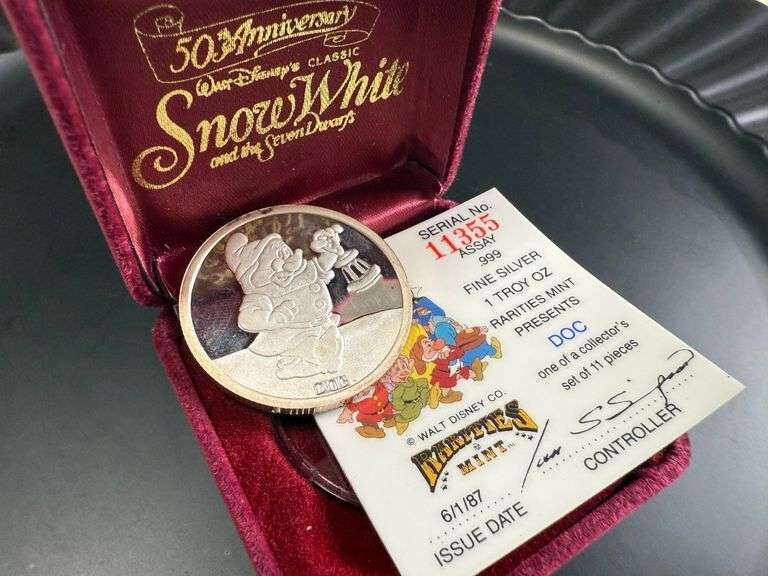 50th Anniversary
Walt Disney's CLASSIC
Snow White
and the Seven Dwarfs
DOC
SERIAL No.
11355
ASSAY
999
FINE SILVER
1 TROY OZ
RARITIES MINT
PRESENTS
DOC
one of a collector's
set of 11 pieces
© WALT DISNEY CO.
RARITIES
MINT
6/1/87
ISSUE DATE
CONTROLLER